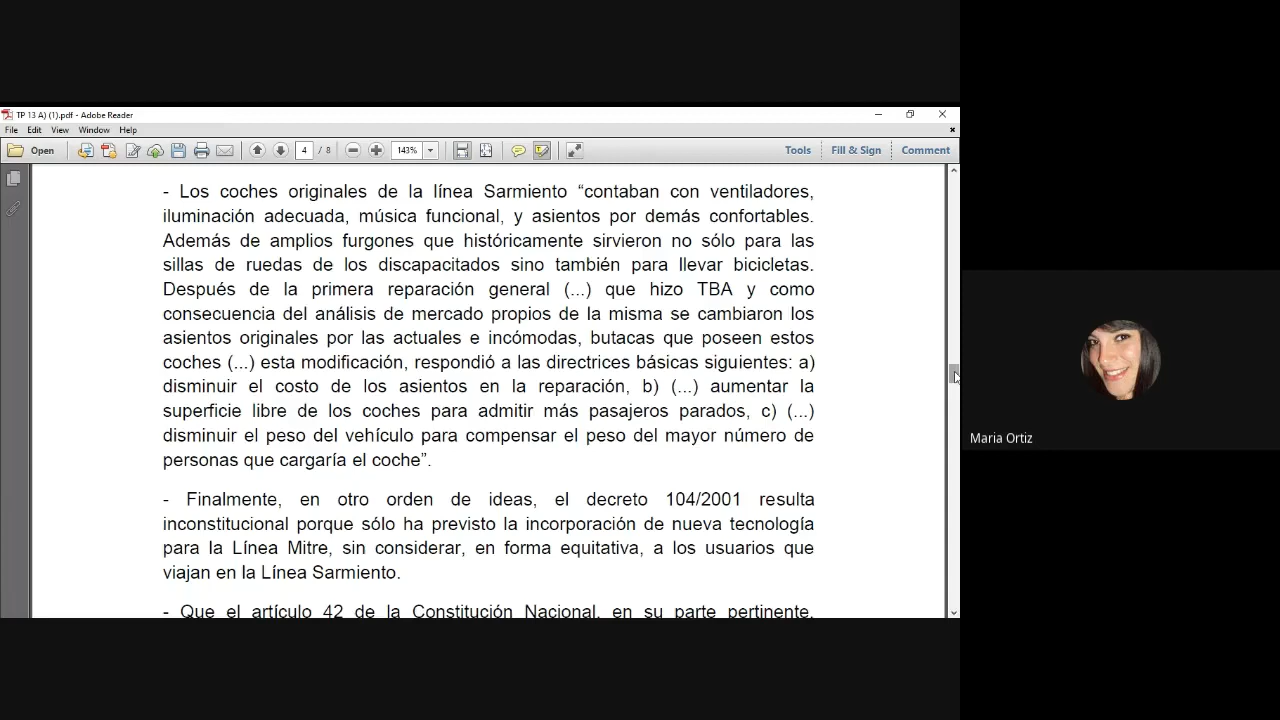 TP 13 A) (1).pdf - Adobe Reader
File Edit View Window Help
Open 4 / 8 143% Tools Fill & Sign Comment
- Los coches originales de la línea Sarmiento “contaban con ventiladores,
iluminación adecuada, música funcional, y asientos por demás confortables.
Además de amplios furgones que históricamente sirvieron no sólo para las
sillas de ruedas de los discapacitados sino también para llevar bicicletas.
Después de la primera reparación general (...) que hizo TBA y como
consecuencia del análisis de mercado propios de la misma se cambiaron los
asientos originales por las actuales e incómodas, butacas que poseen estos
coches (...) esta modificación, respondió a las directrices básicas siguientes: a)
disminuir el costo de los asientos en la reparación, b) (...) aumentar la
superficie libre de los coches para admitir más pasajeros parados, c) (...)
disminuir el peso del vehículo para compensar el peso del mayor número de
personas que cargaría el coche”.
- Finalmente, en otro orden de ideas, el decreto 104/2001 resulta
inconstitucional porque sólo ha previsto la incorporación de nueva tecnología
para la Línea Mitre, sin considerar, en forma equitativa, a los usuarios que
viajan en la Línea Sarmiento.
- Que el artículo 42 de la Constitución Nacional, en su parte pertinente,
Maria Ortiz